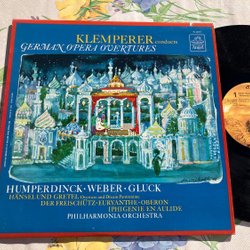 KLEMPERER conducts
GERMAN OPERA OVERTURES
HUMPERDINCK · WEBER · GLUCK
HÄNSEL UND GRETEL (Overture and Dream Pantomime)
DER FREISCHÜTZ · EURYANTHE · OBERON
IPHIGENIE EN AULIDE
PHILHARMONIA ORCHESTRA